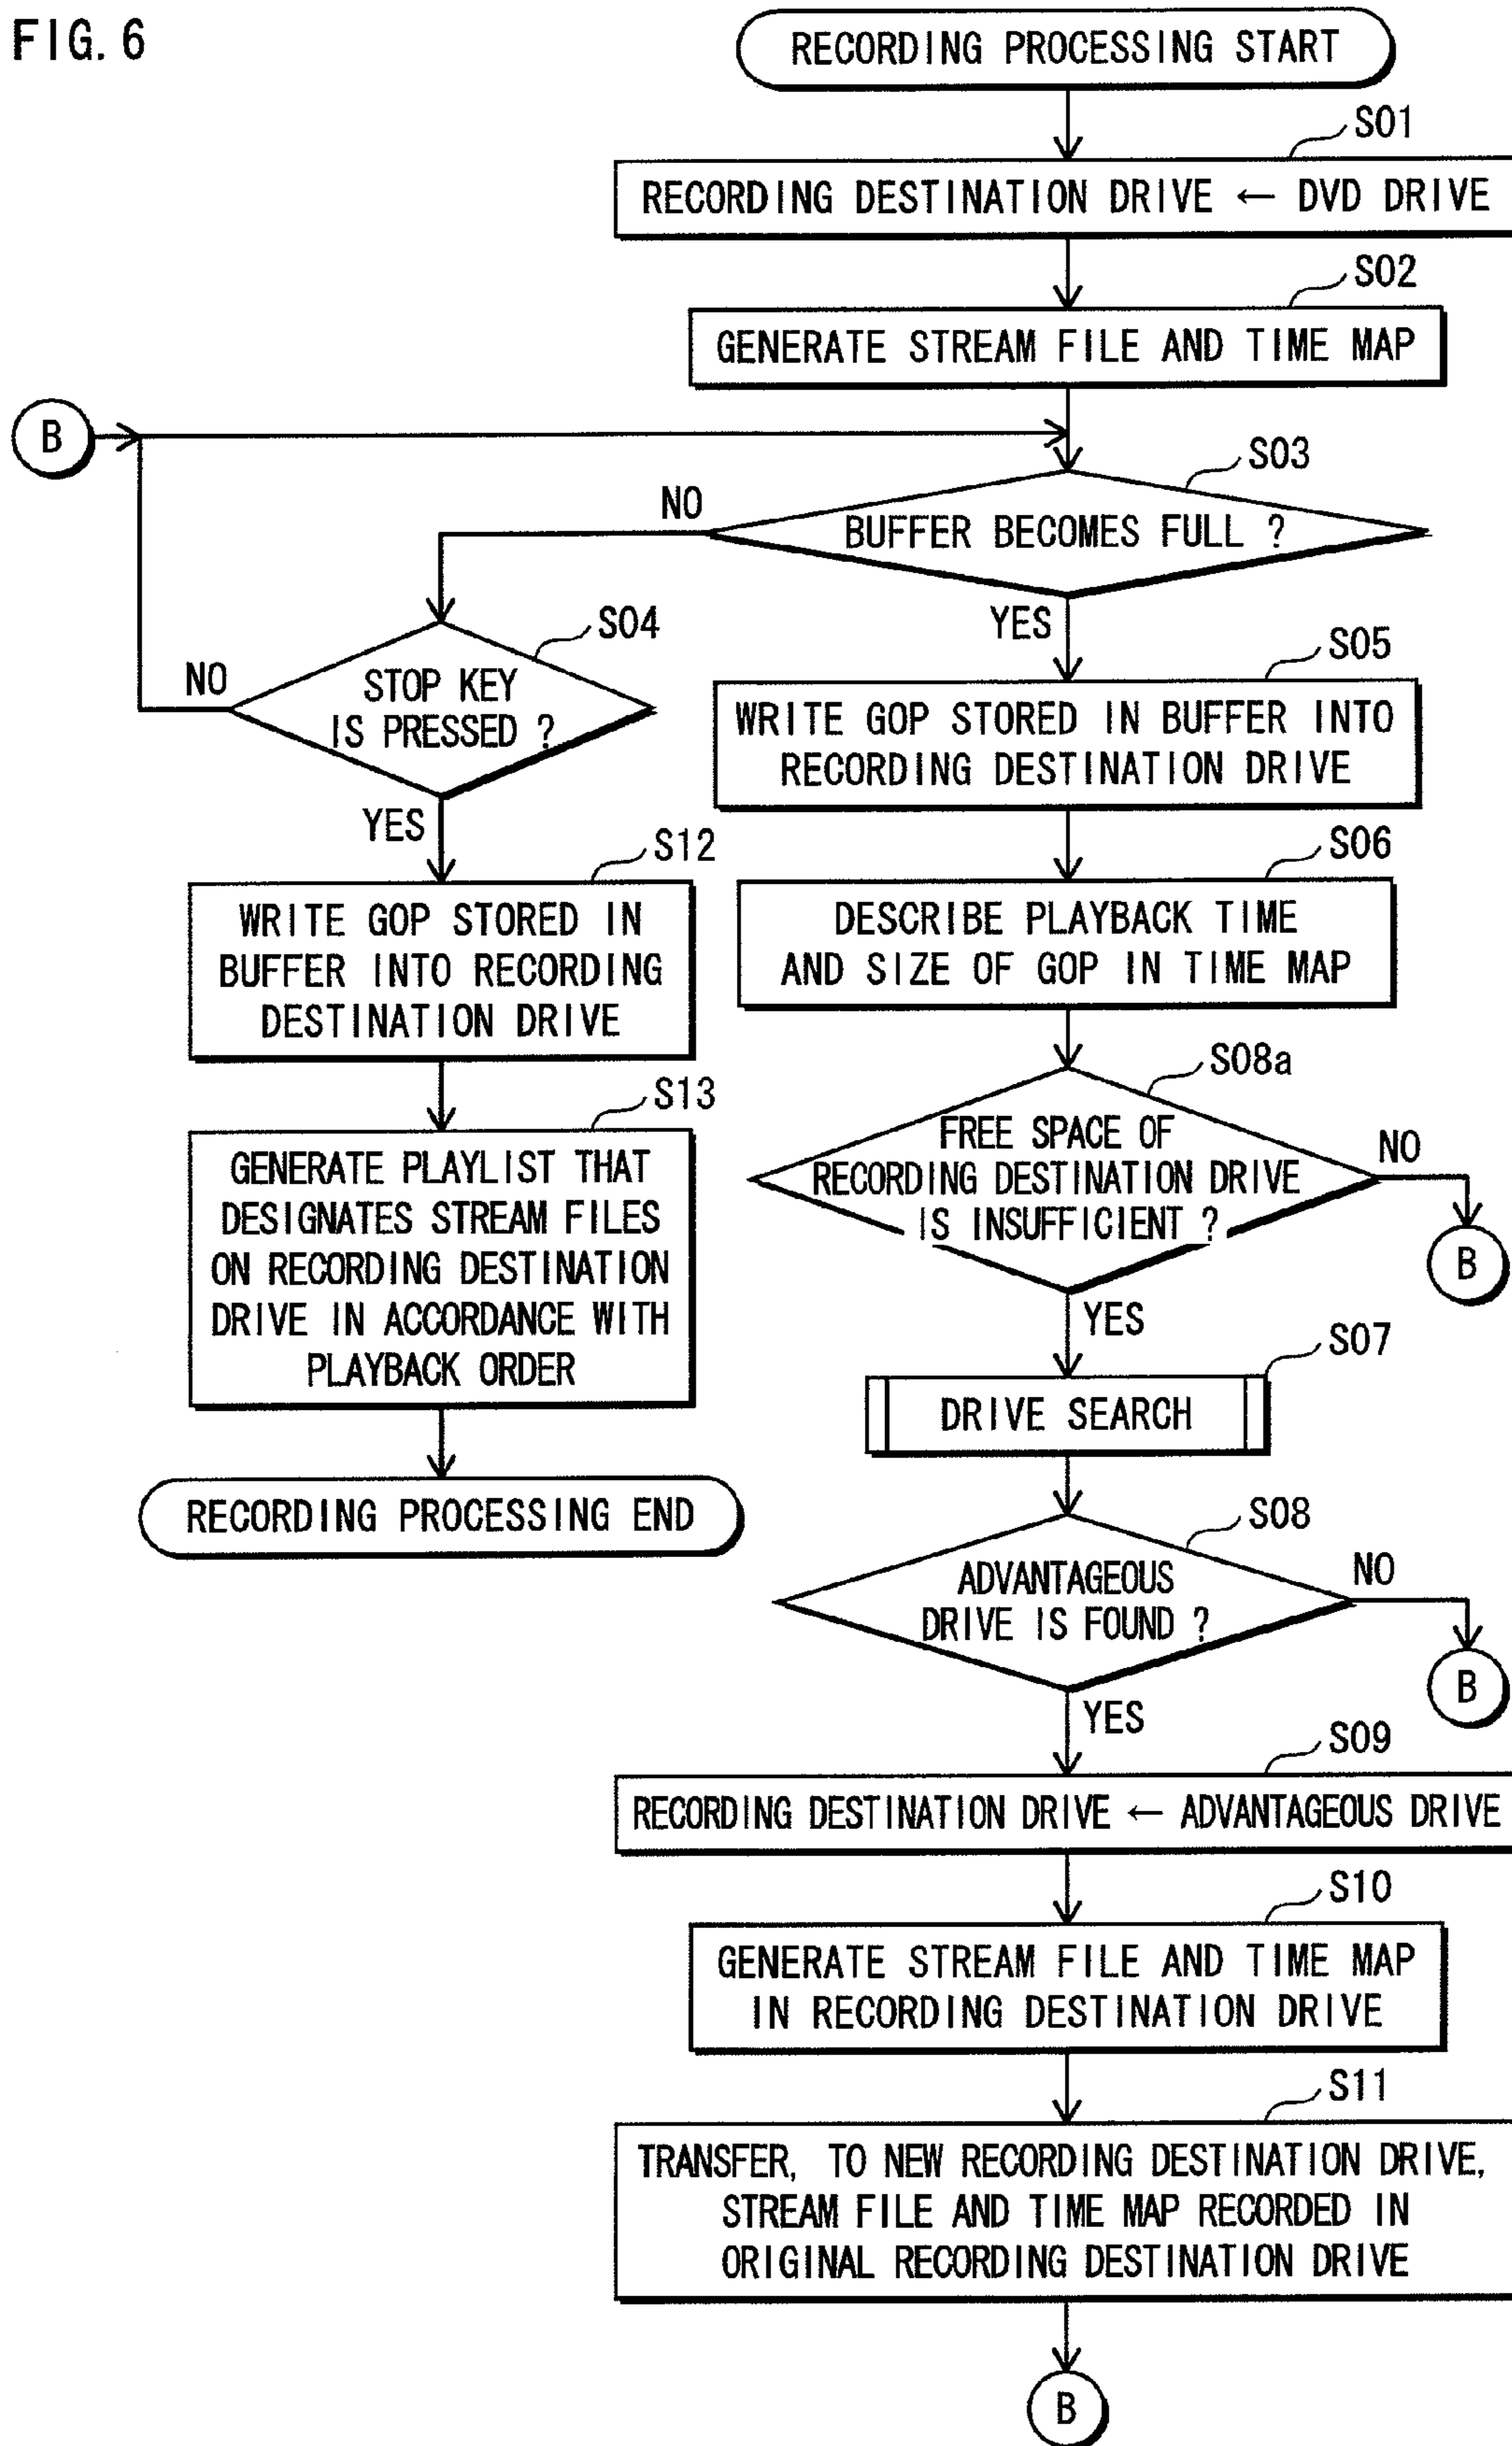 FIG. 6
RECORDING PROCESSING START
S01
RECORDING DESTINATION DRIVE ← DVD DRIVE
S02
GENERATE STREAM FILE AND TIME MAP
B
S03
NO
BUFFER BECOMES FULL ?
YES
S04
NO
STOP KEY
IS PRESSED ?
YES
S05
WRITE GOP STORED IN BUFFER INTO
RECORDING DESTINATION DRIVE
S12
WRITE GOP STORED IN
BUFFER INTO RECORDING
DESTINATION DRIVE
S06
DESCRIBE PLAYBACK TIME
AND SIZE OF GOP IN TIME MAP
S13
GENERATE PLAYLIST THAT
DESIGNATES STREAM FILES
ON RECORDING DESTINATION
DRIVE IN ACCORDANCE WITH
PLAYBACK ORDER
RECORDING PROCESSING END
S08a
FREE SPACE OF
RECORDING DESTINATION DRIVE
IS INSUFFICIENT ?
NO
B
YES
S07
DRIVE SEARCH
S08
ADVANTAGEOUS
DRIVE IS FOUND ?
NO
B
YES
S09
RECORDING DESTINATION DRIVE ← ADVANTAGEOUS DRIVE
S10
GENERATE STREAM FILE AND TIME MAP
IN RECORDING DESTINATION DRIVE
S11
TRANSFER, TO NEW RECORDING DESTINATION DRIVE,
STREAM FILE AND TIME MAP RECORDED IN
ORIGINAL RECORDING DESTINATION DRIVE
B